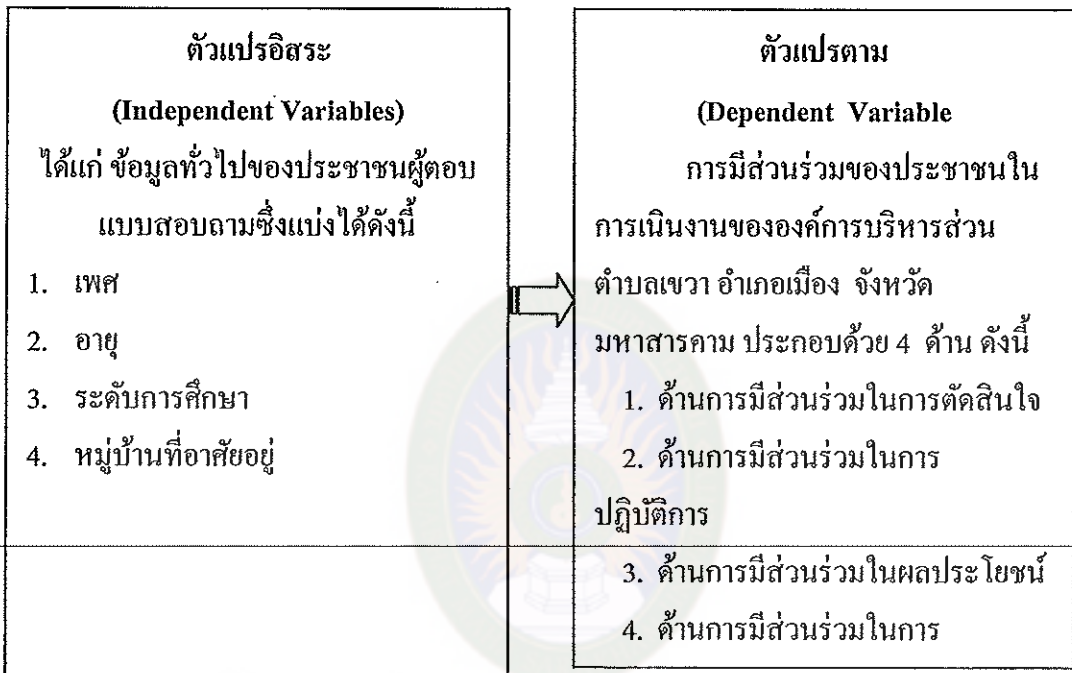 ตัวแปรอิสระ
(Independent Variables)
ได้แก่ ข้อมูลทั่วไปของประชาชนผู้ตอบ
แบบสอบถามซึ่งแบ่งได้ดังนี้
1. เพศ
2. อายุ
3. ระดับการศึกษา
4. หมู่บ้านที่อาศัยอยู่
ตัวแปรตาม
(Dependent Variable
การมีส่วนร่วมของประชาชนใน
การเนินงานขององค์การบริหารส่วน
ตำบลเขวา อำเภอเมือง จังหวัด
มหาสารคาม ประกอบด้วย 4 ด้าน ดังนี้
1. ด้านการมีส่วนร่วมในการตัดสินใจ
2. ด้านการมีส่วนร่วมในการ
ปฏิบัติการ
3. ด้านการมีส่วนร่วมในผลประโยชน์
4. ด้านการมีส่วนร่วมในการ